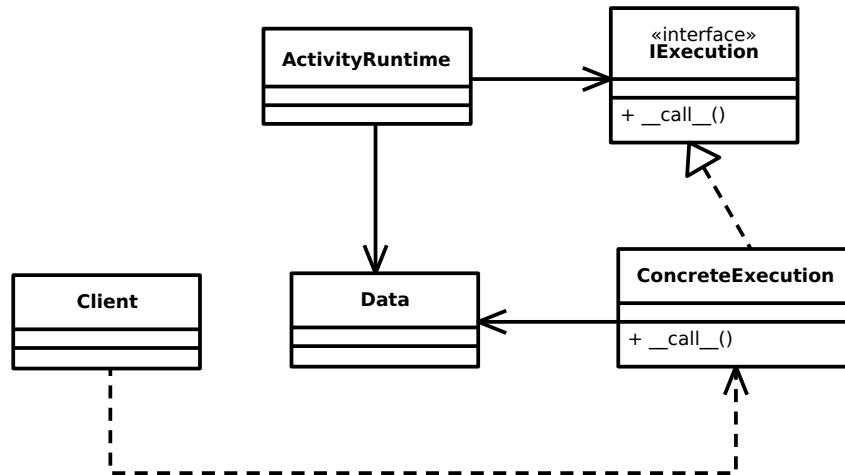 ActivityRuntime
«interface»
IExecution
+ __call__()
Client
Data
ConcreteExecution
+ __call__()